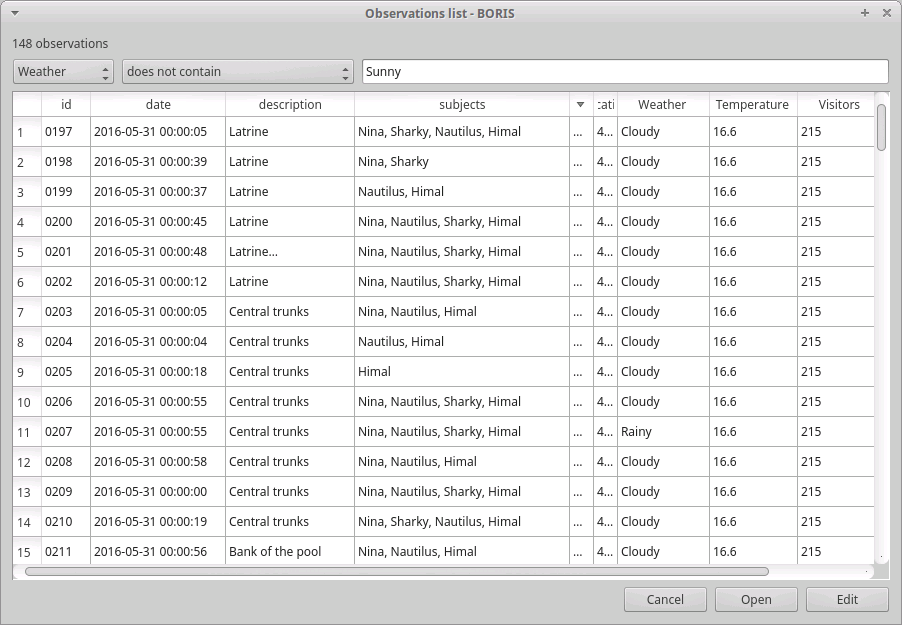 Observations list - BORIS
148 observations
Weather does not contain Sunny
id date description subjects cati Weather Temperature Visitors
1 0197 2016-05-31 00:00:05 Latrine Nina, Sharky, Nautilus, Himal ... 4... Cloudy 16.6 215
2 0198 2016-05-31 00:00:39 Latrine Nina, Sharky ... 4... Cloudy 16.6 215
3 0199 2016-05-31 00:00:37 Latrine Nautilus, Himal ... 4... Cloudy 16.6 215
4 0200 2016-05-31 00:00:45 Latrine Nina, Nautilus, Sharky, Himal ... 4... Cloudy 16.6 215
5 0201 2016-05-31 00:00:48 Latrine... Nina, Nautilus, Sharky, Himal ... 4... Cloudy 16.6 215
6 0202 2016-05-31 00:00:12 Latrine Nina, Nautilus, Sharky, Himal ... 4... Cloudy 16.6 215
7 0203 2016-05-31 00:00:05 Central trunks Nina, Nautilus, Himal ... 4... Cloudy 16.6 215
8 0204 2016-05-31 00:00:04 Central trunks Nautilus, Himal ... 4... Cloudy 16.6 215
9 0205 2016-05-31 00:00:18 Central trunks Himal ... 4... Cloudy 16.6 215
10 0206 2016-05-31 00:00:55 Central trunks Nina, Nautilus, Sharky, Himal ... 4... Cloudy 16.6 215
11 0207 2016-05-31 00:00:55 Central trunks Nina, Nautilus, Sharky, Himal ... 4... Rainy 16.6 215
12 0208 2016-05-31 00:00:58 Central trunks Nina, Nautilus, Himal ... 4... Cloudy 16.6 215
13 0209 2016-05-31 00:00:00 Central trunks Nina, Nautilus, Sharky, Himal ... 4... Cloudy 16.6 215
14 0210 2016-05-31 00:00:19 Central trunks Nina, Sharky, Nautilus, Himal ... 4... Cloudy 16.6 215
15 0211 2016-05-31 00:00:56 Bank of the pool Nina, Nautilus, Himal ... 4... Cloudy 16.6 215
Cancel Open Edit